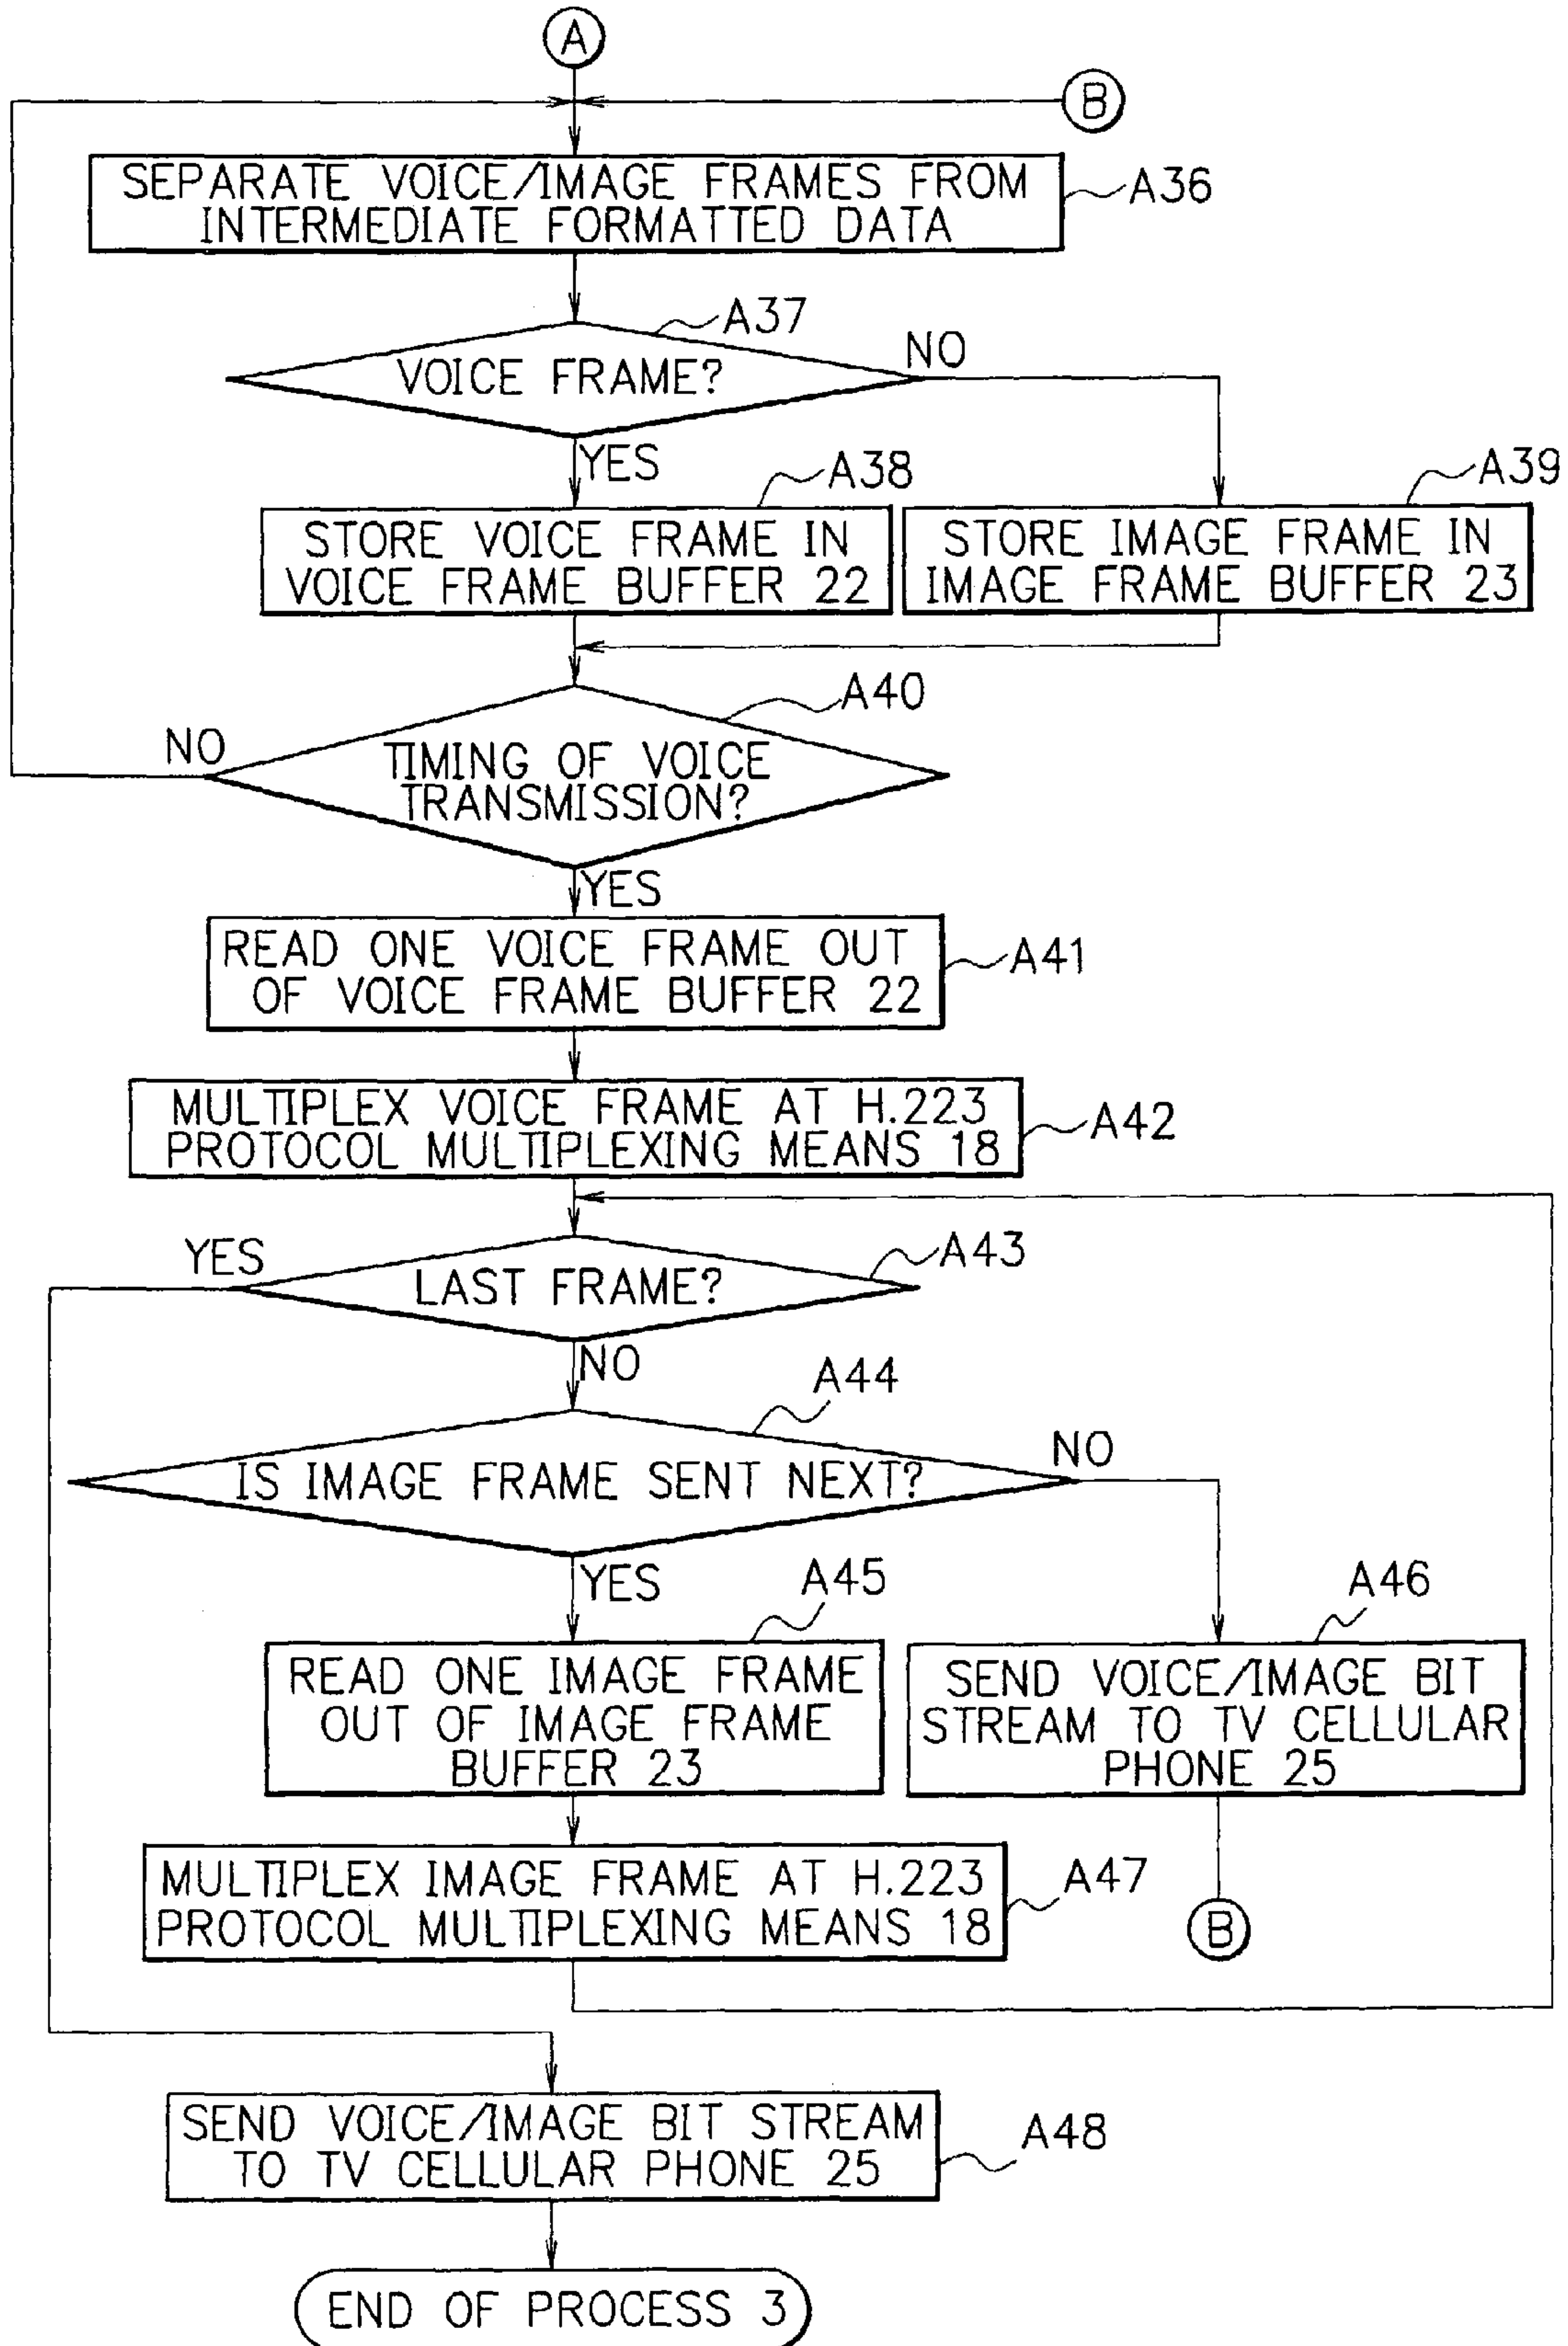 A
B
SEPARATE VOICE/IMAGE FRAMES FROM
INTERMEDIATE FORMATTED DATA
A36
A37
VOICE FRAME?
NO
YES
A38
A39
STORE VOICE FRAME IN
VOICE FRAME BUFFER 22
STORE IMAGE FRAME IN
IMAGE FRAME BUFFER 23
A40
NO
TIMING OF VOICE
TRANSMISSION?
YES
READ ONE VOICE FRAME OUT
OF VOICE FRAME BUFFER 22
A41
MULTIPLEX VOICE FRAME AT H.223
PROTOCOL MULTIPLEXING MEANS 18
A42
YES
A43
LAST FRAME?
NO
A44
NO
IS IMAGE FRAME SENT NEXT?
YES
A45
A46
READ ONE IMAGE FRAME
OUT OF IMAGE FRAME
BUFFER 23
SEND VOICE/IMAGE BIT
STREAM TO TV CELLULAR
PHONE 25
MULTIPLEX IMAGE FRAME AT H.223
PROTOCOL MULTIPLEXING MEANS 18
A47
B
SEND VOICE/IMAGE BIT STREAM
TO TV CELLULAR PHONE 25
A48
END OF PROCESS 3